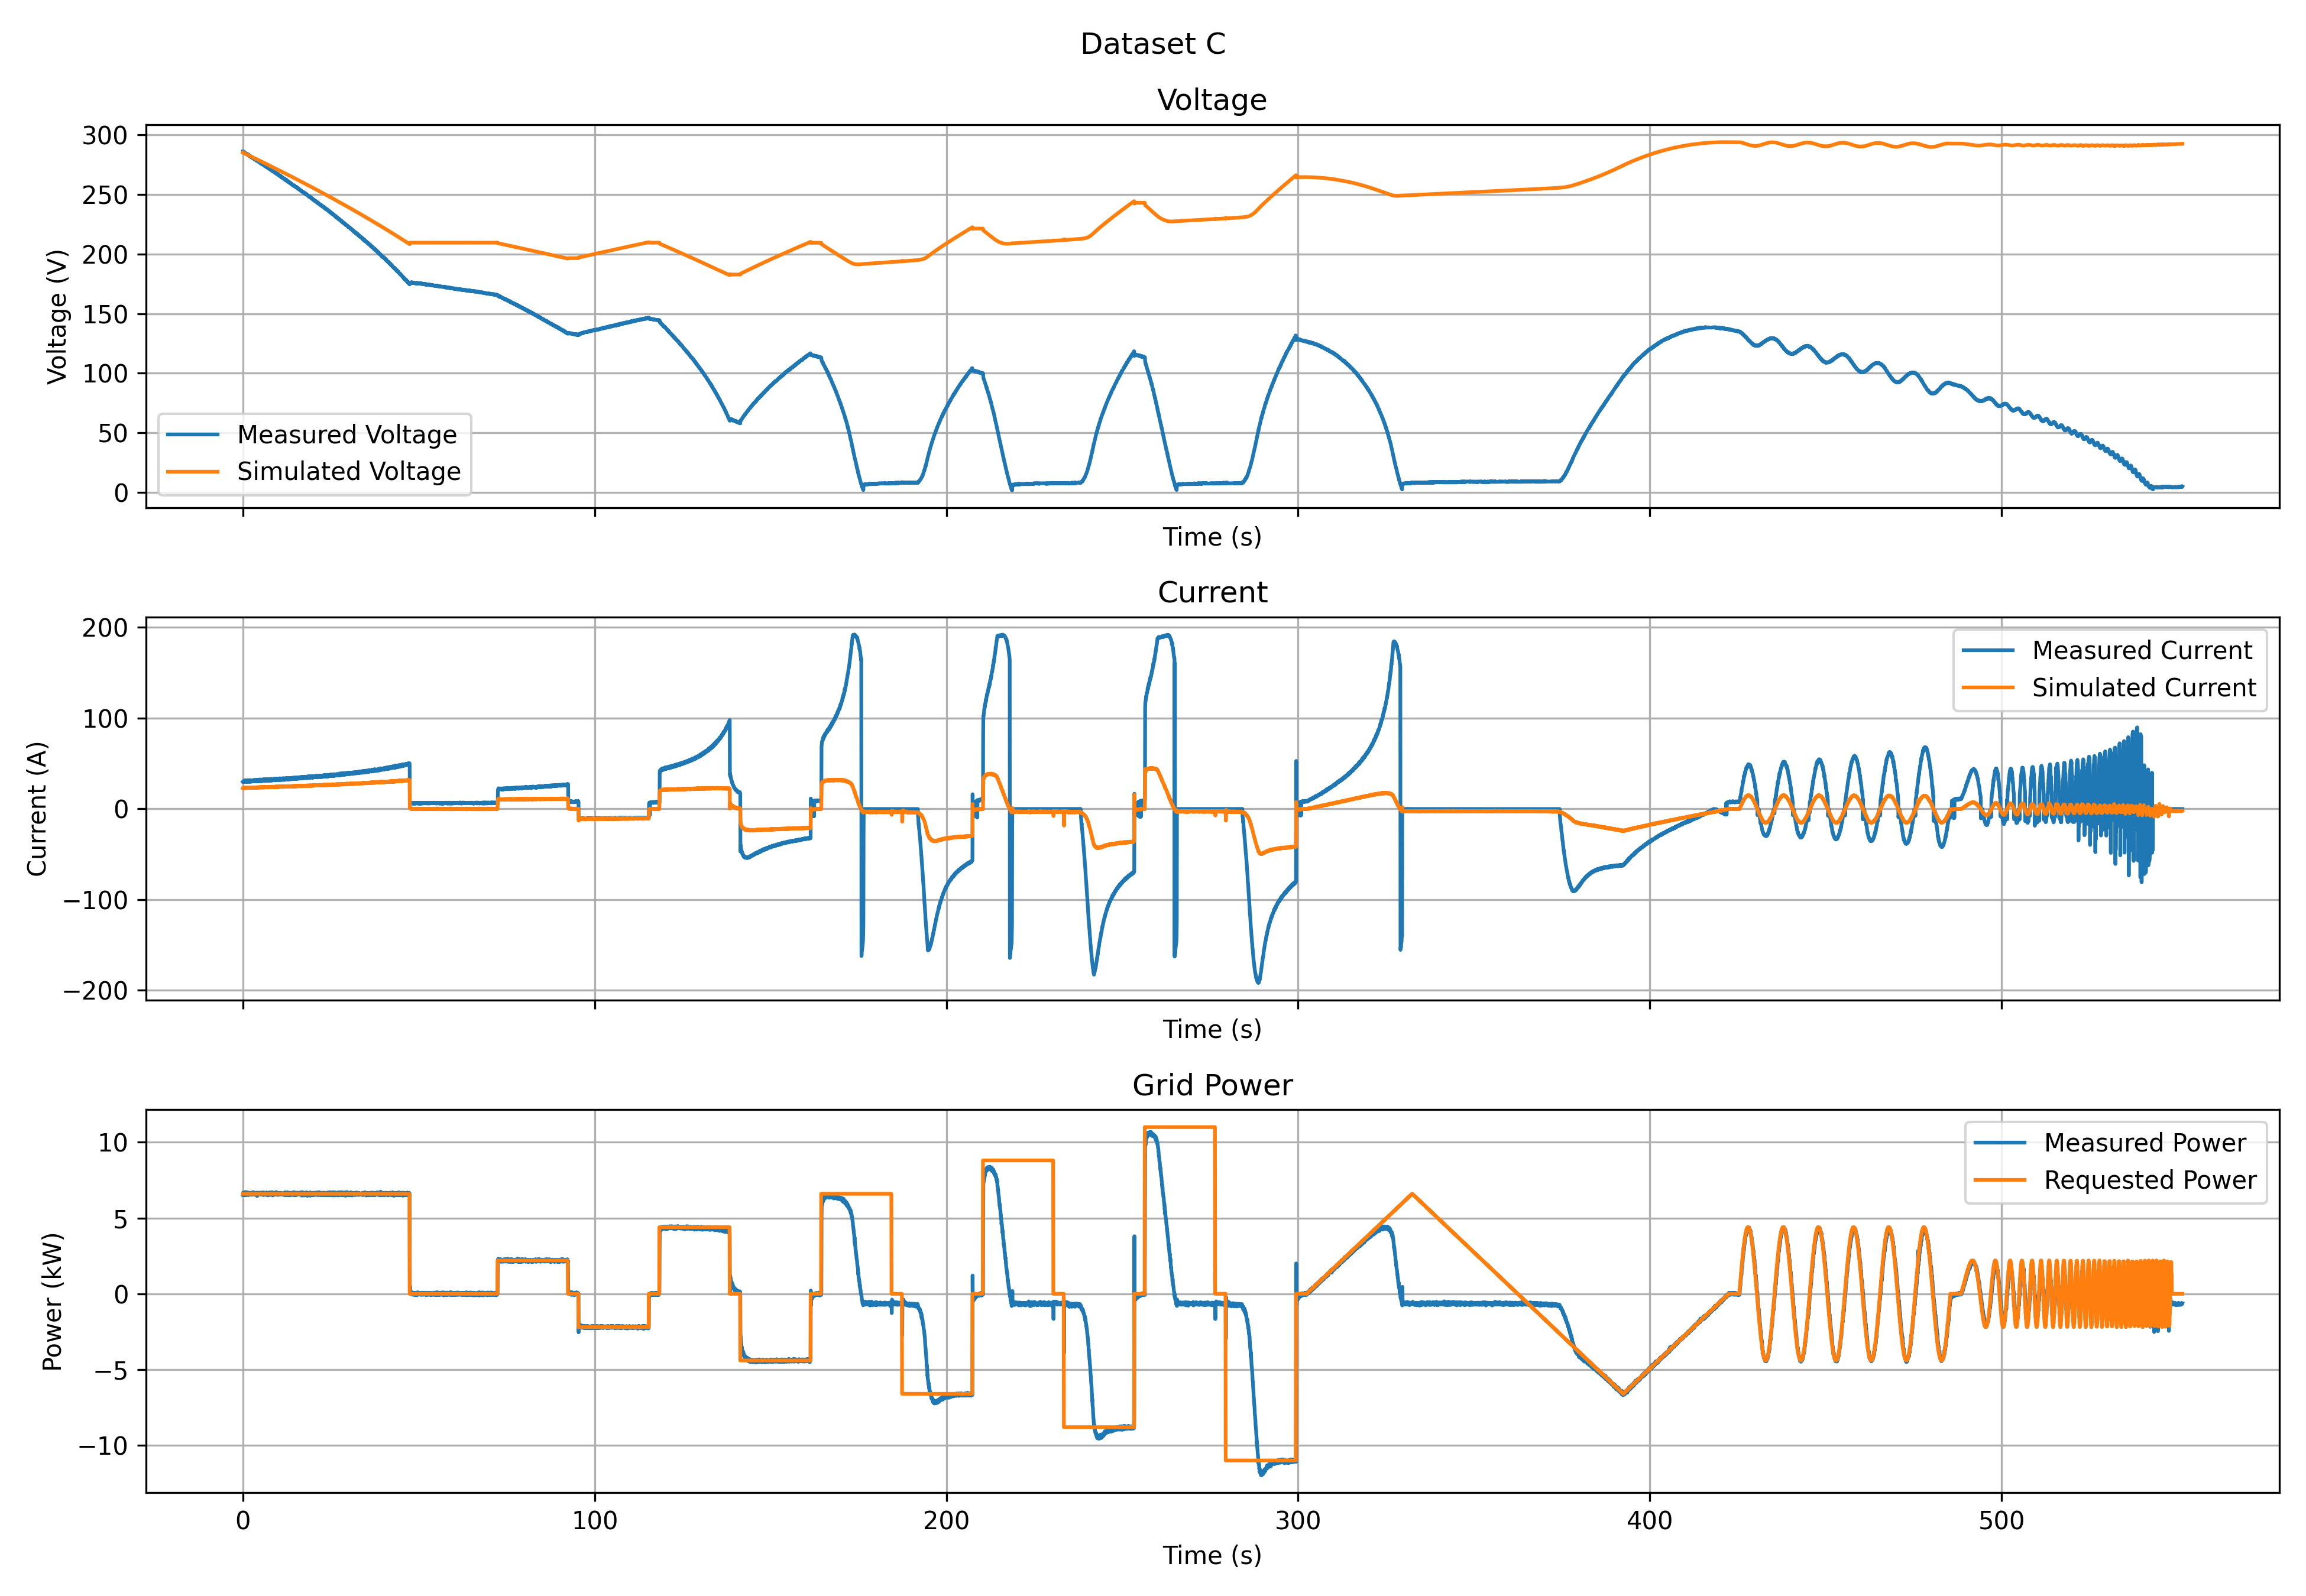 Dataset C
Voltage
300
250
200
150
100
50
0
Voltage (V)
Measured Voltage
Simulated Voltage
Time (s)
Current
200
100
0
−100
−200
Current (A)
Measured Current
Simulated Current
Time (s)
Grid Power
10
5
0
−5
−10
Power (kW)
Measured Power
Requested Power
0 100 200 300 400 500
Time (s)